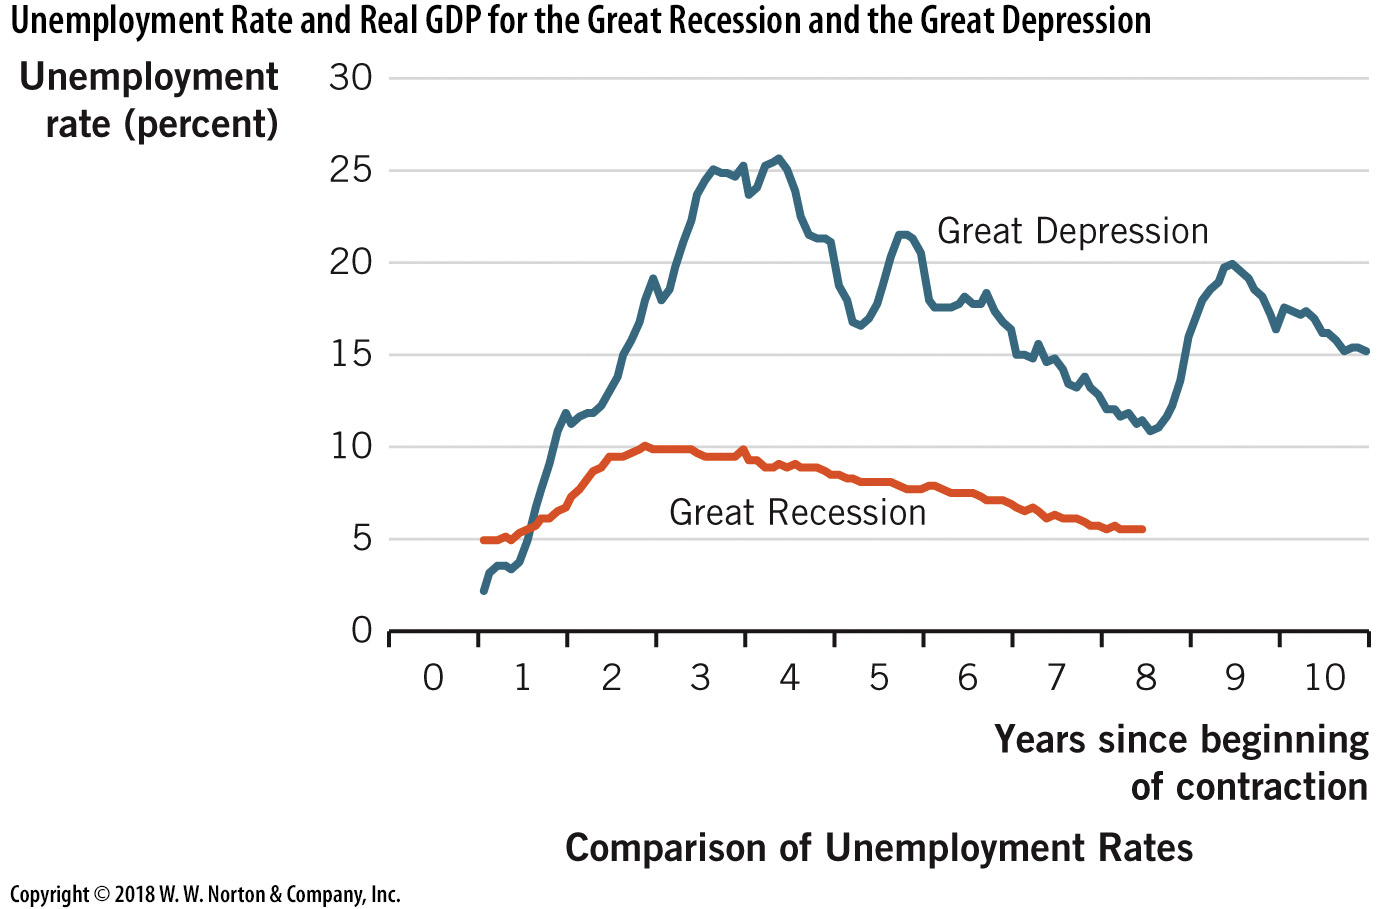 Unemployment Rate and Real GDP for the Great Recession and the Great Depression
Unemployment
rate (percent)
30
25
20
15
10
5
0
Great Depression
Great Recession
0 1 2 3 4 5 6 7 8 9 10
Years since beginning
of contraction
Comparison of Unemployment Rates
Copyright © 2018 W. W. Norton & Company, Inc.